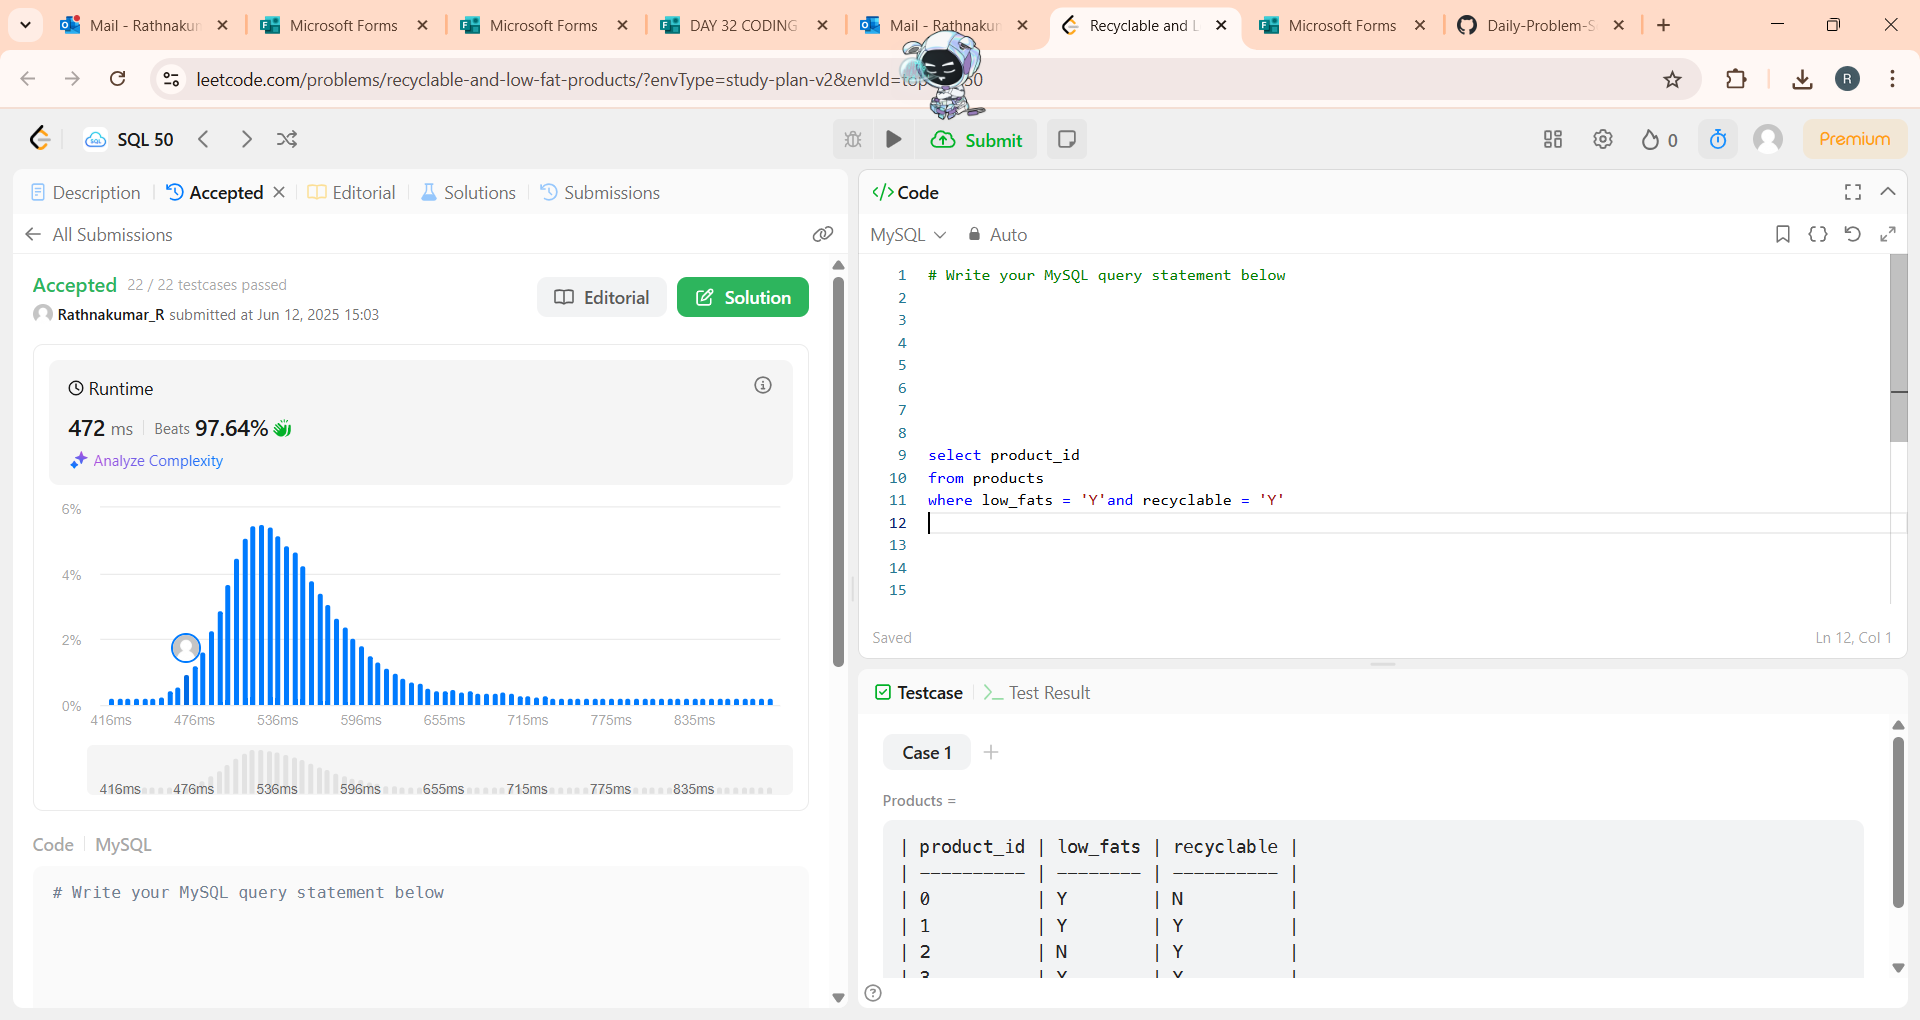 Mail - Rathnakum
Microsoft Forms
Microsoft Forms
DAY 32 CODING
Mail - Rathnakum
Recyclable and L
Microsoft Forms
Daily-Problem-S
leetcode.com/problems/recyclable-and-low-fat-products/?envType=study-plan-v2&envId=top
R
SQL 50
Submit
0
Premium
Description
Accepted
Editorial
Solutions
Submissions
</> Code
All Submissions
MySQL
Auto
Accepted 22 / 22 testcases passed
Rathnakumar_R submitted at Jun 12, 2025 15:03
Editorial
Solution
Runtime
472 ms
Beats 97.64%
Analyze Complexity
6%
4%
2%
0%
416ms 476ms 536ms 596ms 655ms 715ms 775ms 835ms
416ms 476ms 536ms 596ms 655ms 715ms 775ms 835ms
Code
MySQL
# Write your MySQL query statement below
1 # Write your MySQL query statement below
2
3
4
5
6
7
8
9 select product_id
10 from products
11 where low_fats = 'Y'and recyclable = 'Y'
12
13
14
15
Saved
Ln 12, Col 1
Testcase
>_ Test Result
Case 1
Products =
| product_id | low_fats | recyclable |
| ---------- | -------- | ---------- |
| 0 | Y | N |
| 1 | Y | Y |
| 2 | N | Y |
| 3 | Y | Y |